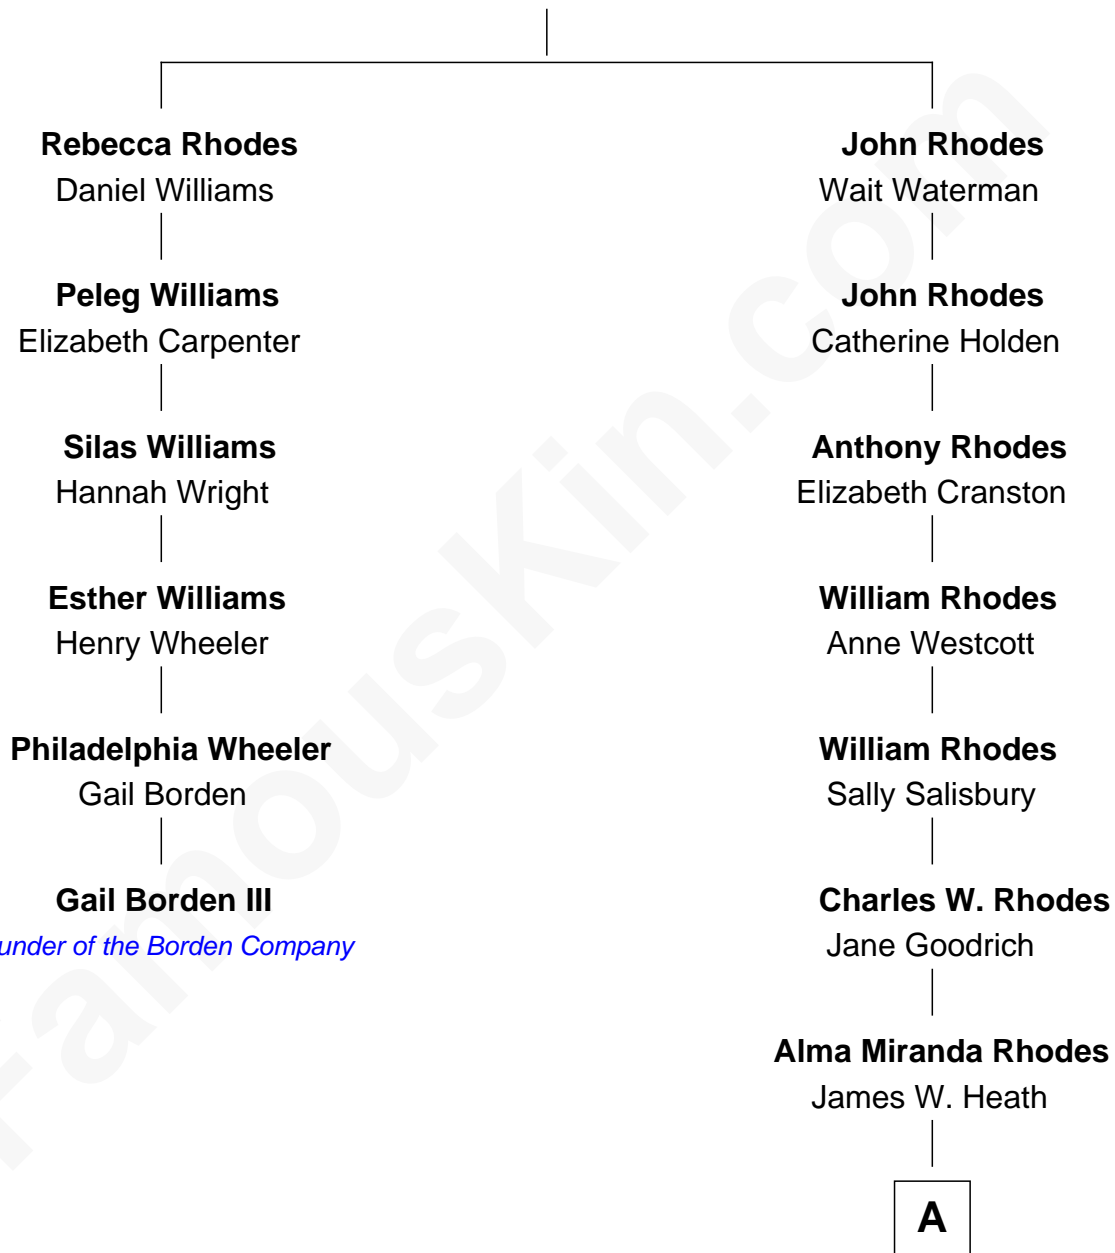 Rebecca Rhodes
Daniel Williams
Peleg Williams
Elizabeth Carpenter
Silas Williams
Hannah Wright
Esther Williams
Henry Wheeler
Philadelphia Wheeler
Gail Borden
Gail Borden III
under of the Borden Company
John Rhodes
Wait Waterman
John Rhodes
Catherine Holden
Anthony Rhodes
Elizabeth Cranston
William Rhodes
Anne Westcott
William Rhodes
Sally Salisbury
Charles W. Rhodes
Jane Goodrich
Alma Miranda Rhodes
James W. Heath
A
FamousKin.com